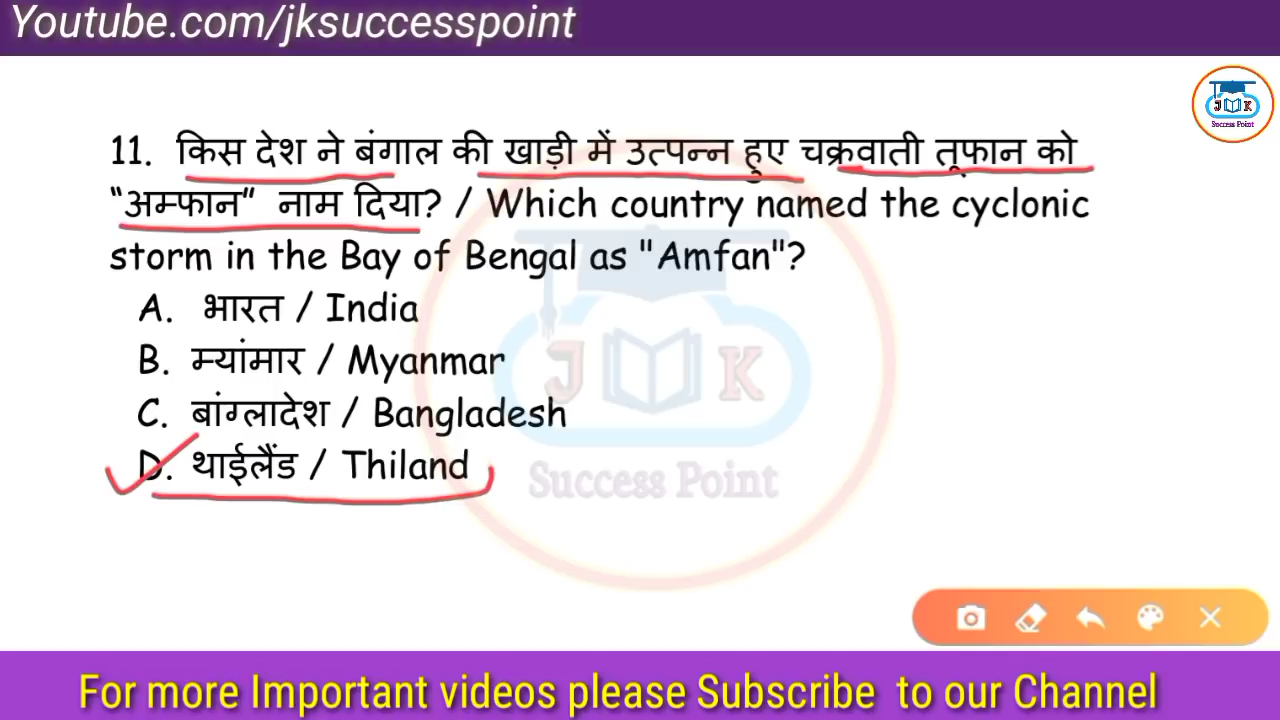 Youtube.com/jksuccesspoint
J K
Success Point
11. किस देश ने बंगाल की खाड़ी में उत्पन्न हुए चक्रवाती तूफान को
“अम्फान” नाम दिया? / Which country named the cyclonic
storm in the Bay of Bengal as "Amfan"?
A. भारत / India
B. म्यांमार / Myanmar
C. बांग्लादेश / Bangladesh
D. थाईलैंड / Thiland
J K
Success Point
For more Important videos please Subscribe to our Channel